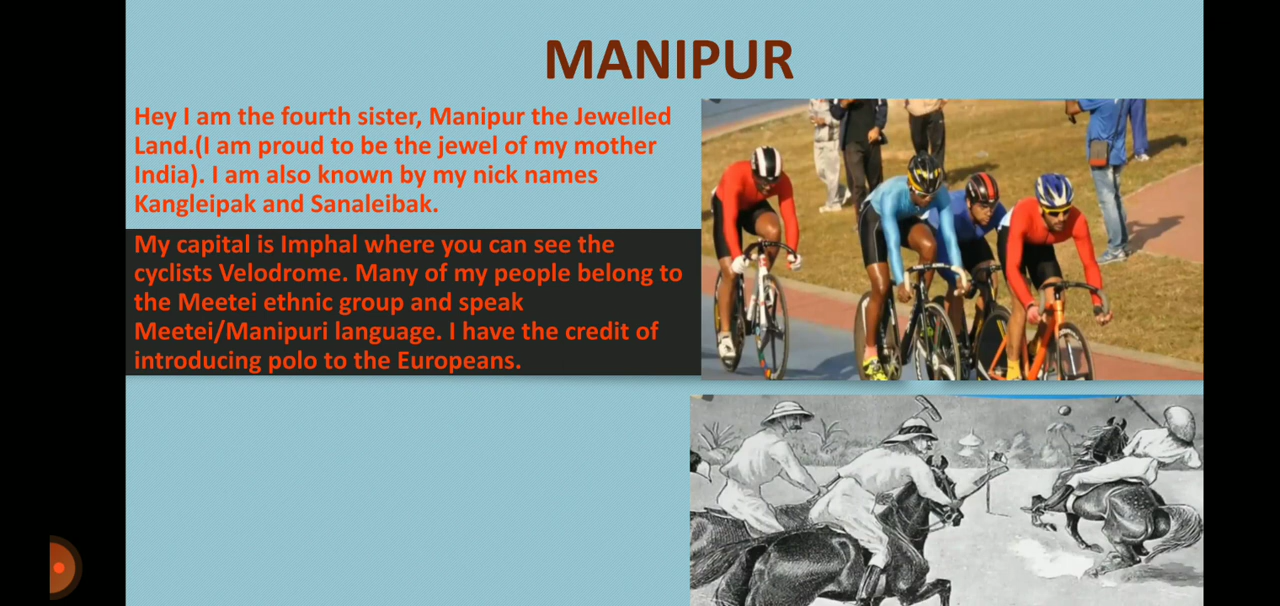 MANIPUR
Hey I am the fourth sister, Manipur the Jewelled
Land.(I am proud to be the jewel of my mother
India). I am also known by my nick names
Kangleipak and Sanaleibak.
My capital is Imphal where you can see the
cyclists Velodrome. Many of my people belong to
the Meetei ethnic group and speak
Meetei/Manipuri language. I have the credit of
introducing polo to the Europeans.